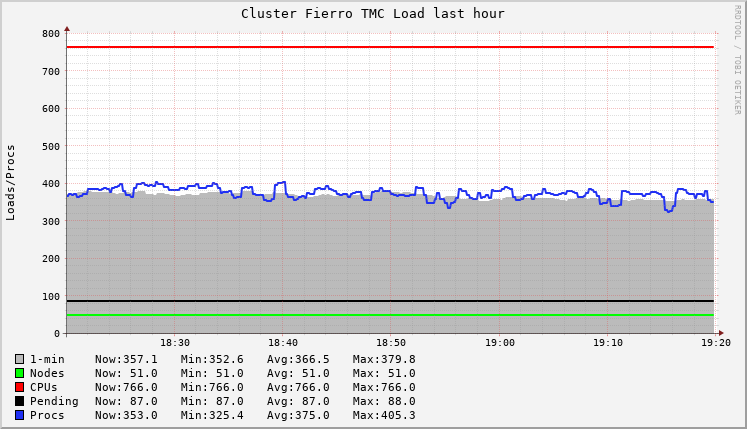 Cluster Fierro TMC Load last hour
RRDTOOL / TOBI OETIKER
Loads/Procs
800
700
600
500
400
300
200
100
0
18:30 18:40 18:50 19:00 19:10 19:20
1-min Now:357.1 Min:352.6 Avg:366.5 Max:379.8
Nodes Now: 51.0 Min: 51.0 Avg: 51.0 Max: 51.0
CPUs Now:766.0 Min:766.0 Avg:766.0 Max:766.0
Pending Now: 87.0 Min: 87.0 Avg: 87.0 Max: 88.0
Procs Now:353.0 Min:325.4 Avg:375.0 Max:405.3